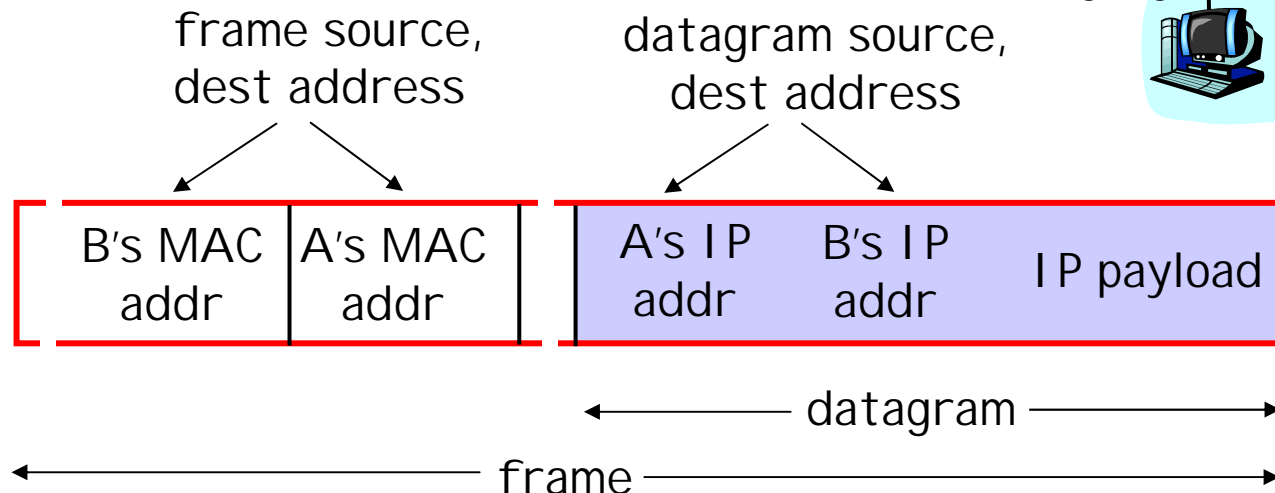 frame source,
dest address
datagram source,
dest address
B's MAC
addr
A's MAC
addr
A's IP
addr
B's IP
addr
IP payload
datagram
frame